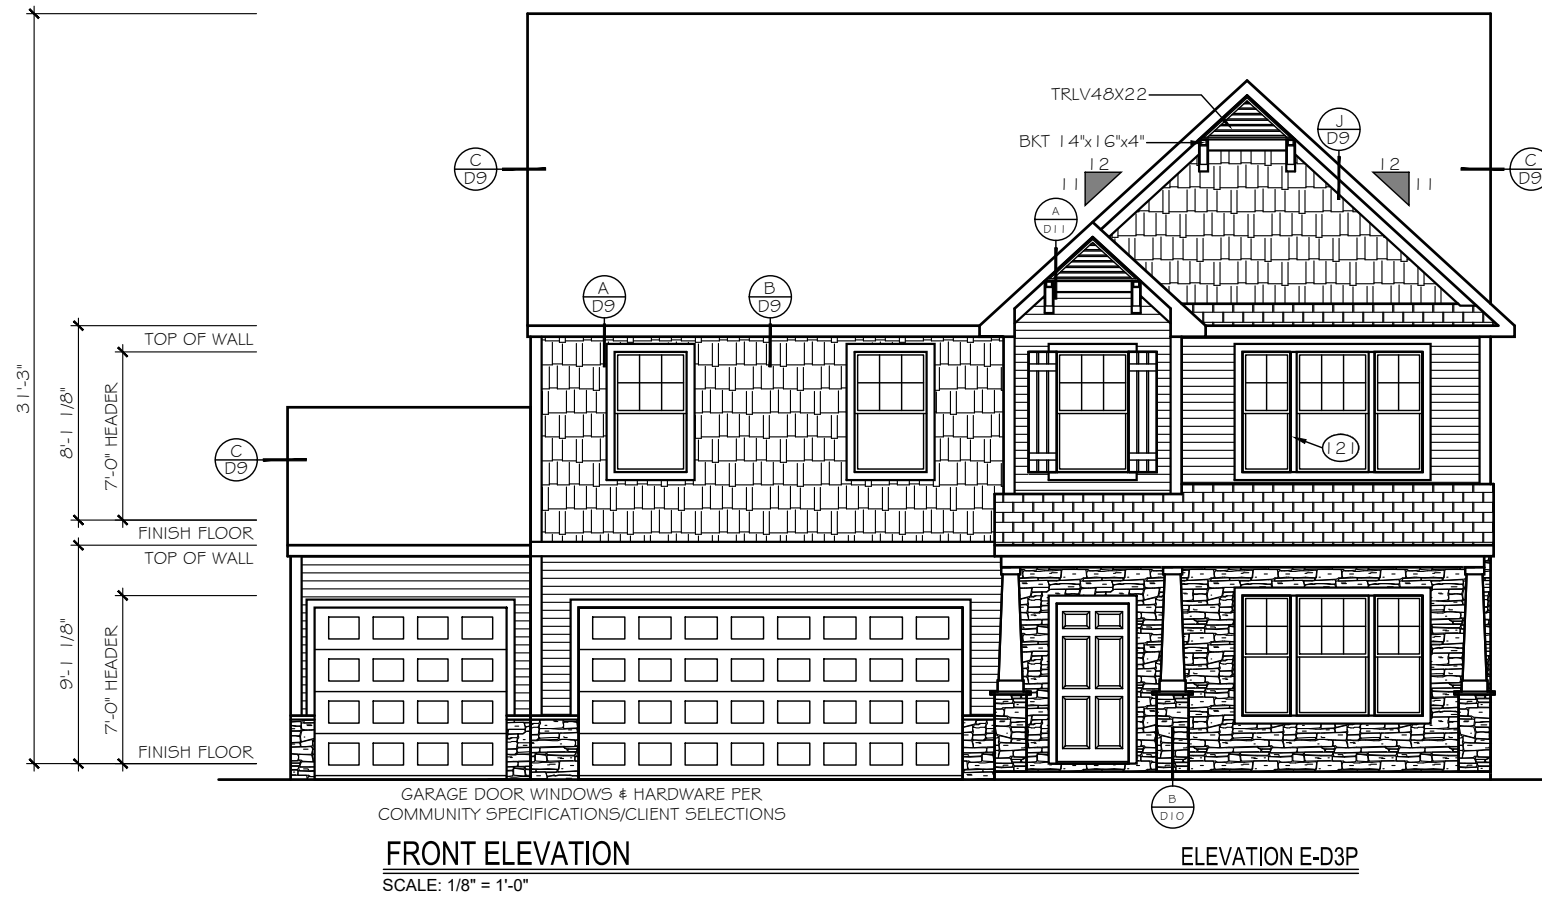 TRLV48X22
BKT 14"x16"x4"
J
D9
C
D9
C
D9
12
11
12
11
A
D11
A
D9
B
D9
TOP OF WALL
31'-3"
8'-1 1/8"
7'-0" HEADER
121
C
D9
FINISH FLOOR
TOP OF WALL
9'-1 1/8"
7'-0" HEADER
FINISH FLOOR
GARAGE DOOR WINDOWS & HARDWARE PER
COMMUNITY SPECIFICATIONS/CLIENT SELECTIONS
B
D10
FRONT ELEVATION
ELEVATION E-D3P
SCALE: 1/8" = 1'-0"